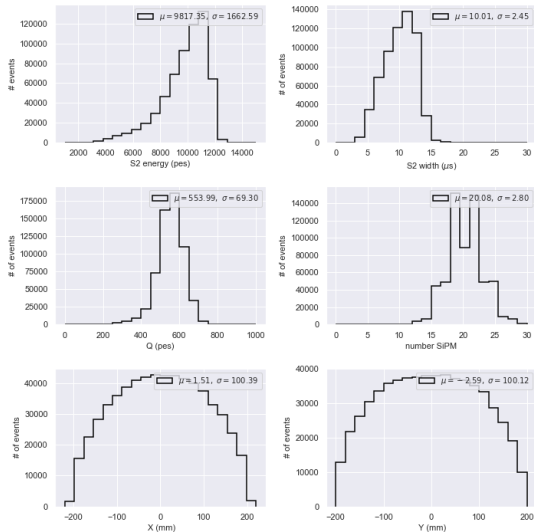 μ = 9817.35, σ = 1662.59
# of events
120000
100000
80000
60000
40000
20000
0
2000 4000 6000 8000 10000 12000 14000
S2 energy (pes)
μ = 10.01, σ = 2.45
# of events
140000
120000
100000
80000
60000
40000
20000
0
0 5 10 15 20 25 30
S2 width (μs)
μ = 553.99, σ = 69.30
# of events
175000
150000
125000
100000
75000
50000
25000
0
0 200 400 600 800 1000
Q (pes)
μ = 20.08, σ = 2.80
# of events
140000
120000
100000
80000
60000
40000
20000
0
0 5 10 15 20 25 30
number SiPM
μ = 1.51, σ = 100.39
# of events
40000
30000
20000
10000
0
−200 −100 0 100 200
X (mm)
μ = −2.59, σ = 100.12
# of events
40000
30000
20000
10000
0
−200 −100 0 100 200
Y (mm)